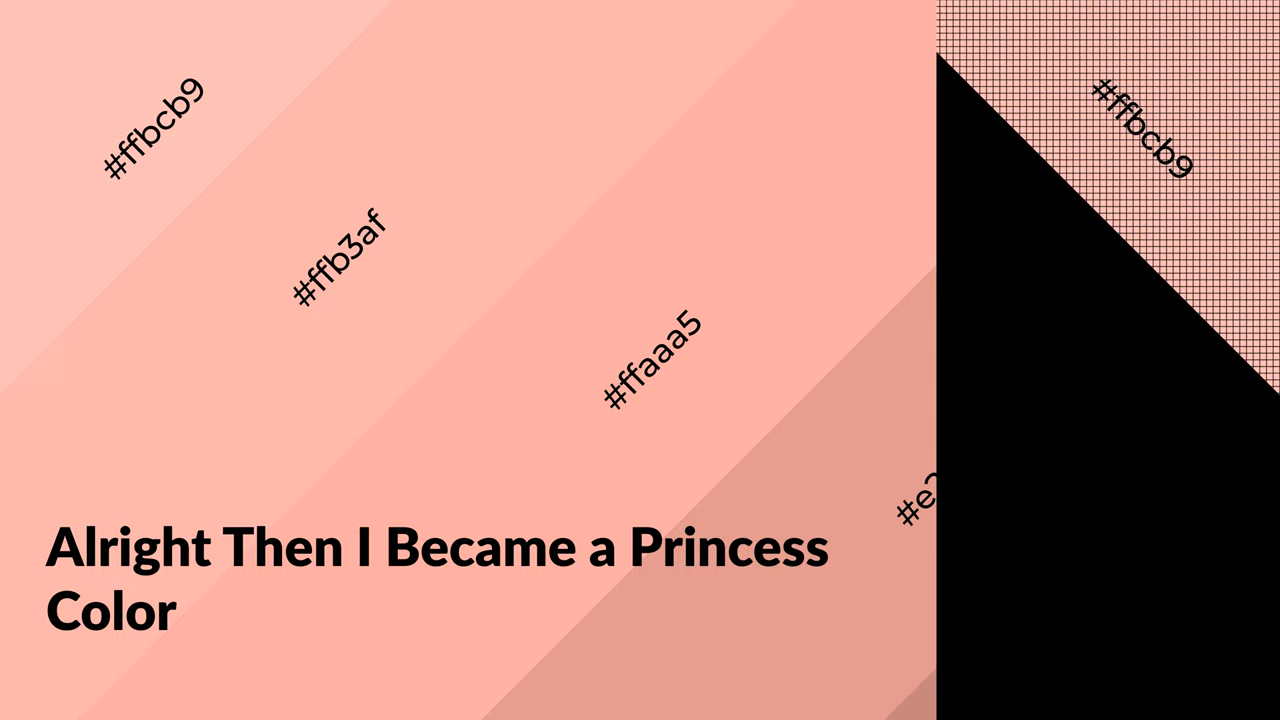 #ffbcb9
#ffbcb9
#ffb3af
#ffaaa5
Alright Then I Became a Princess
Color